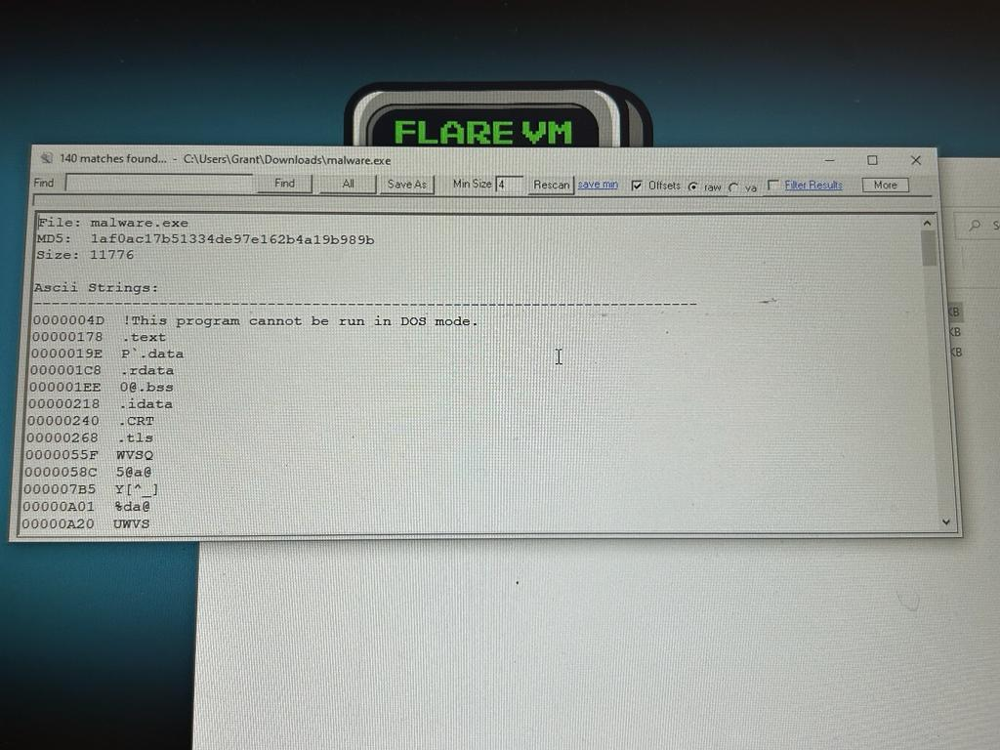 FLARE VM
140 matches found... - C:\Users\Grant\Downloads\malware.exe
Find Find All Save As Min Size 4 Rescan save min Offsets raw va Filter Results More
File: malware.exe
MD5: 1af0ac17b51334de97e162b4a19b989b
Size: 11776
Ascii Strings:
---------------------------------------------------------------------------
0000004D !This program cannot be run in DOS mode.
00000178 .text
0000019E P`.data
000001C8 .rdata
000001EE 0@.bss
00000218 .idata
00000240 .CRT
00000268 .tls
0000055F WVSQ
0000058C 5@a@
000007B5 Y[^_]
00000A01 %da@
00000A20 UWVS
KB
KB
KB